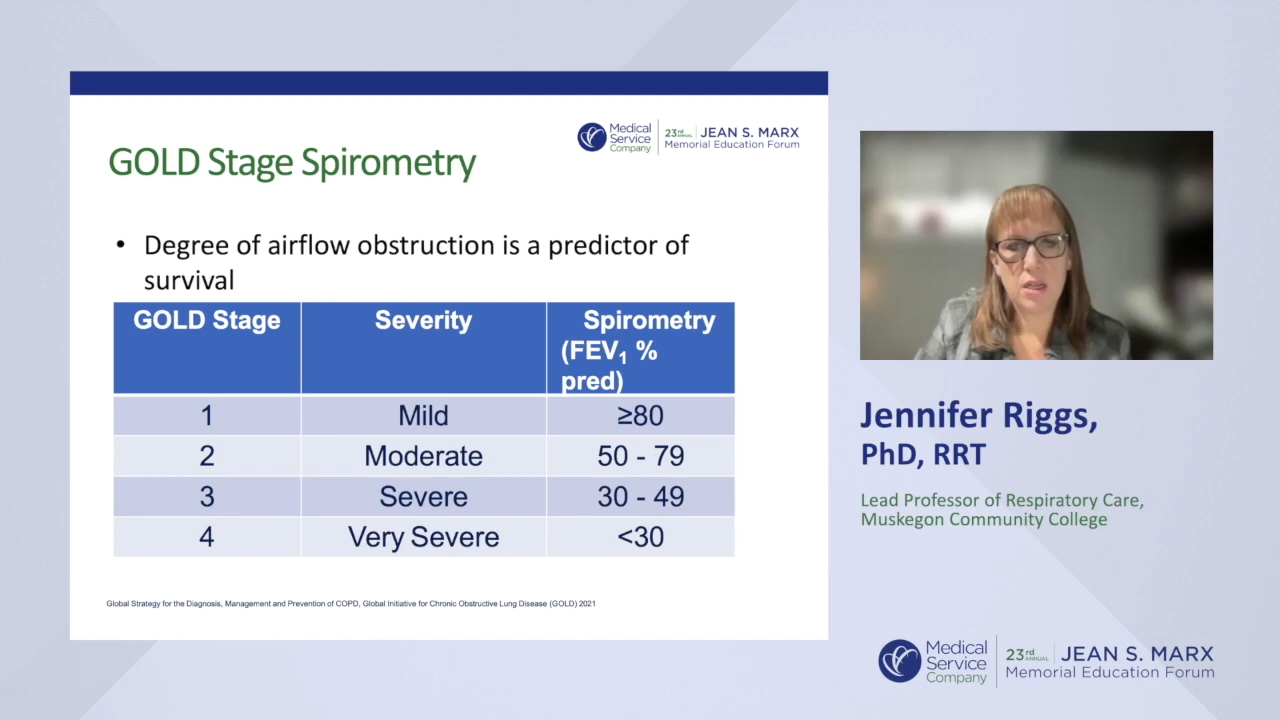 Medical
Service
Company
23rd ANNUAL
JEAN S. MARX
Memorial Education Forum
GOLD Stage Spirometry
• Degree of airflow obstruction is a predictor of
survival
GOLD Stage Severity Spirometry
(FEV₁ %
pred)
1 Mild ≥80
2 Moderate 50 - 79
3 Severe 30 - 49
4 Very Severe <30
Global Strategy for the Diagnosis, Management and Prevention of COPD, Global Initiative for Chronic Obstructive Lung Disease (GOLD) 2021
Jennifer Riggs,
PhD, RRT
Lead Professor of Respiratory Care,
Muskegon Community College
Medical
Service
Company
23rd ANNUAL
JEAN S. MARX
Memorial Education Forum